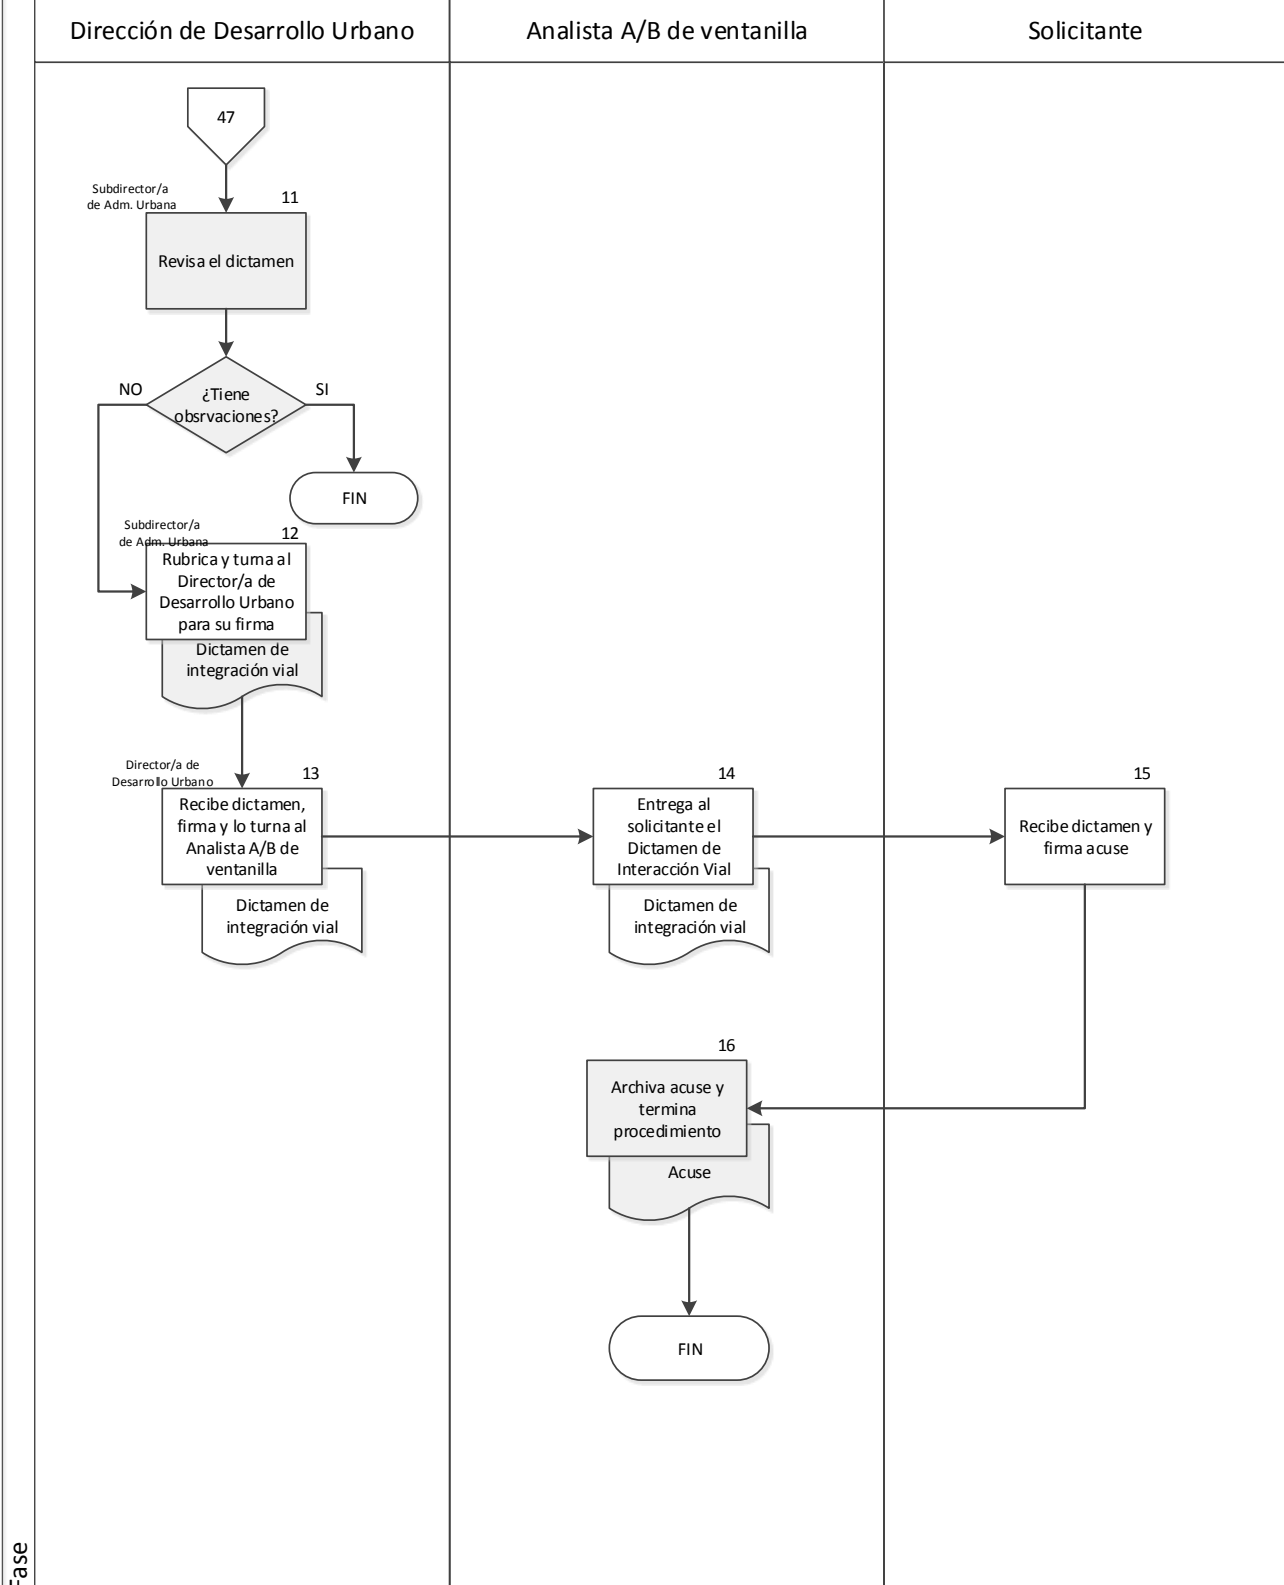 Dirección de Desarrollo Urbano
Analista A/B de ventanilla
Solicitante
47
Subdirector/a
de Adm. Urbana
11
Revisa el dictamen
¿Tiene
obsrvaciones?
NO
SI
FIN
Subdirector/a
de Adm. Urbana
12
Rubrica y turna al
Director/a de
Desarrollo Urbano
para su firma
Dictamen de
integración vial
Director/a de
Desarrollo Urbano
13
Recibe dictamen,
firma y lo turna al
Analista A/B de
ventanilla
Dictamen de
integración vial
14
Entrega al
solicitante el
Dictamen de
Interacción Vial
Dictamen de
integración vial
15
Recibe dictamen y
firma acuse
16
Archiva acuse y
termina
procedimiento
Acuse
FIN
Fase